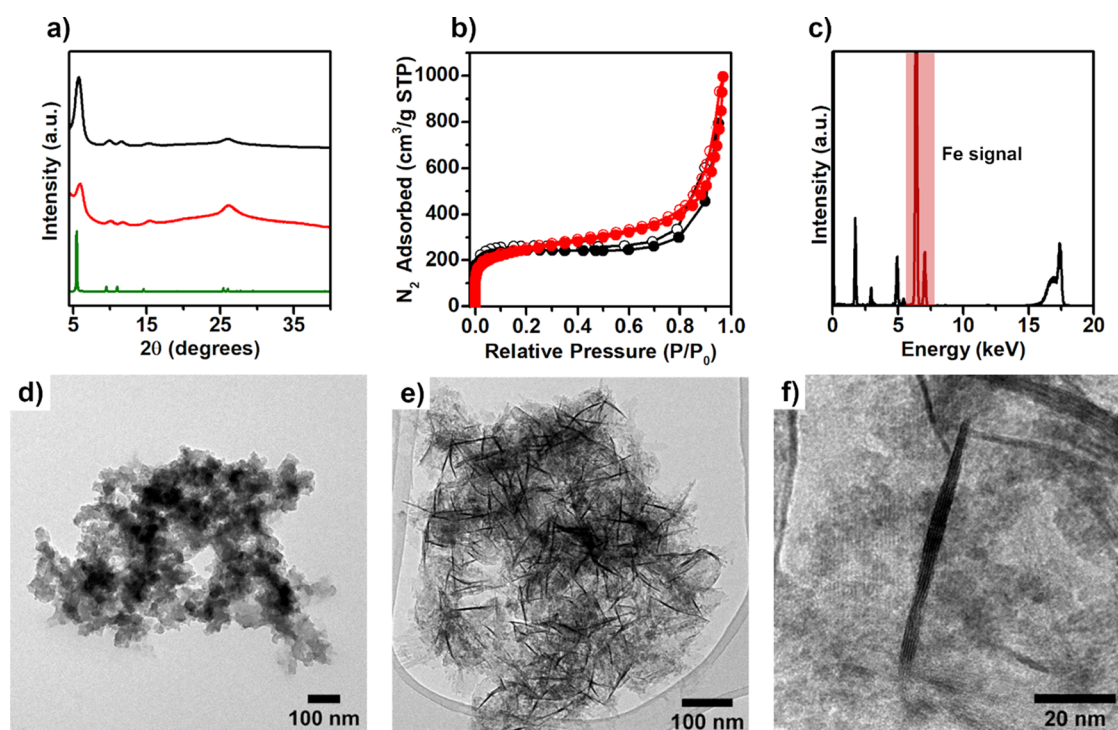 a)
Intensity (a.u.)
5 15 25 35
2θ (degrees)
b)
N₂ Adsorbed (cm³/g STP)
1000
800
600
400
200
0
0.0 0.2 0.4 0.6 0.8 1.0
Relative Pressure (P/P₀)
c)
Intensity (a.u.)
Fe signal
0 5 10 15 20
Energy (keV)
d)
100 nm
e)
100 nm
f)
20 nm